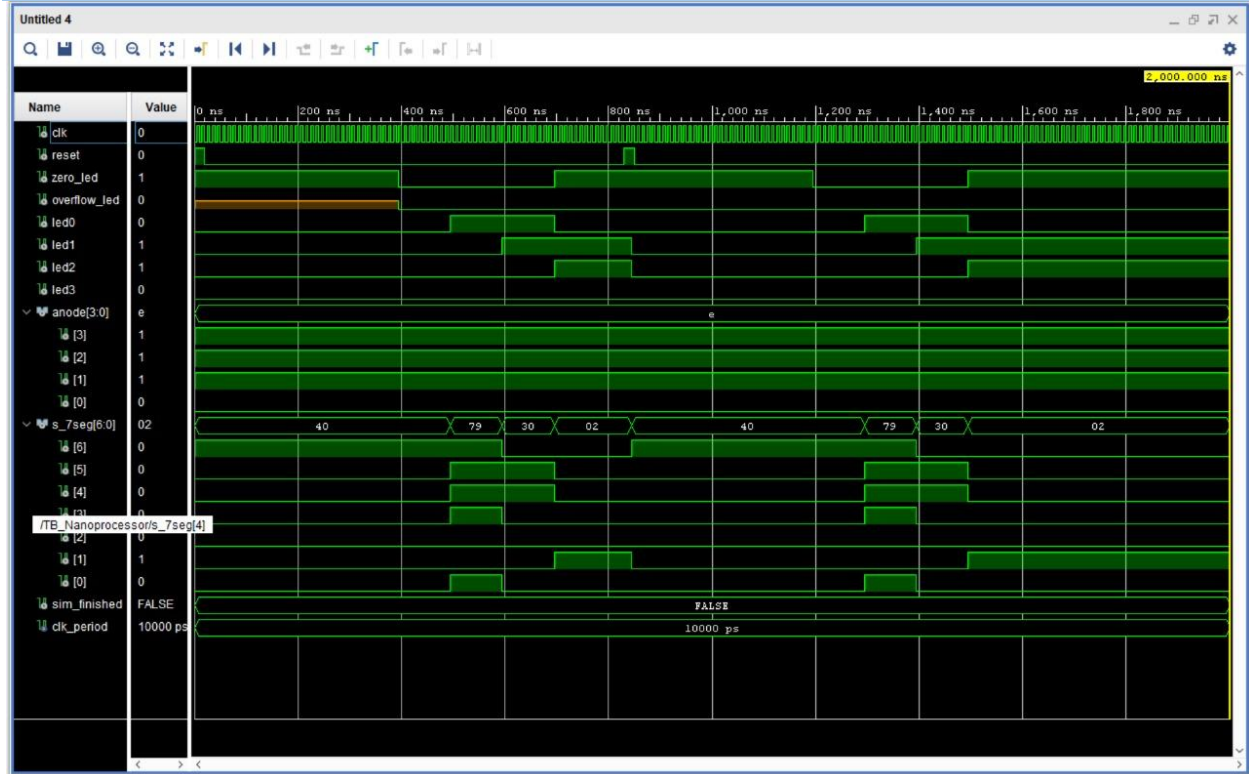 Untitled 4
2,000.000 ns
Name Value
0 ns 200 ns 400 ns 600 ns 800 ns 1,000 ns 1,200 ns 1,400 ns 1,600 ns 1,800 ns
clk 0
reset 0
zero_led 1
overflow_led 0
led0 0
led1 1
led2 1
led3 0
anode[3:0] e e
[3] 1
[2] 1
[1] 1
[0] 0
s_7seg[6:0] 02 40 79 30 02 40 79 30 02
[6] 0
[5] 0
[4] 0
[3] 0
/TB_Nanoprocessor/s_7seg[4]
[2] 0
[1] 1
[0] 0
sim_finished FALSE FALSE
clk_period 10000 ps 10000 ps